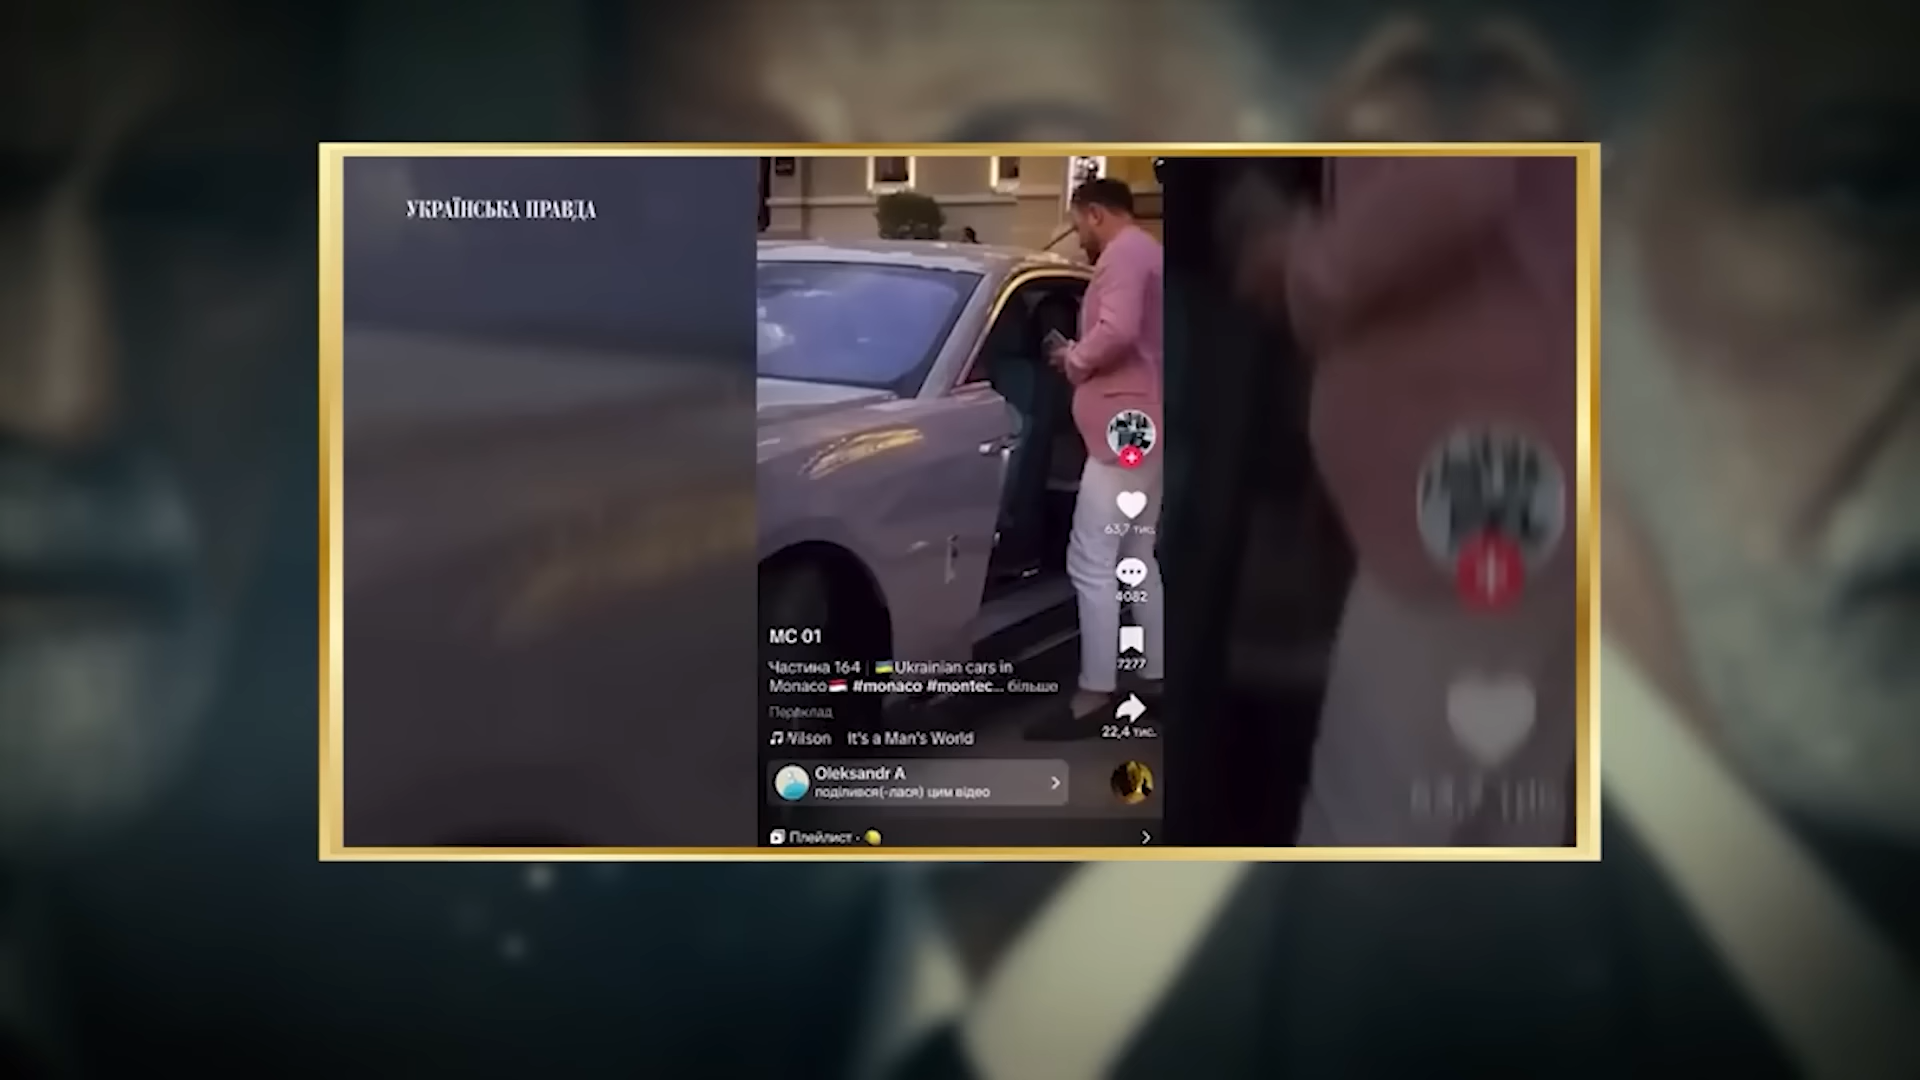 УКРАЇНСЬКА ПРАВДА
63,7 тис.
4082
7277
22,4 тис.
MC 01
Частина 164 | 🇺🇦Ukrainian cars in
Monaco🇲🇨 #monaco #montec... більше
Переклад
Wilson It's a Man's World
Oleksandr A
поділився(-лася) цим відео
Плейлист ·